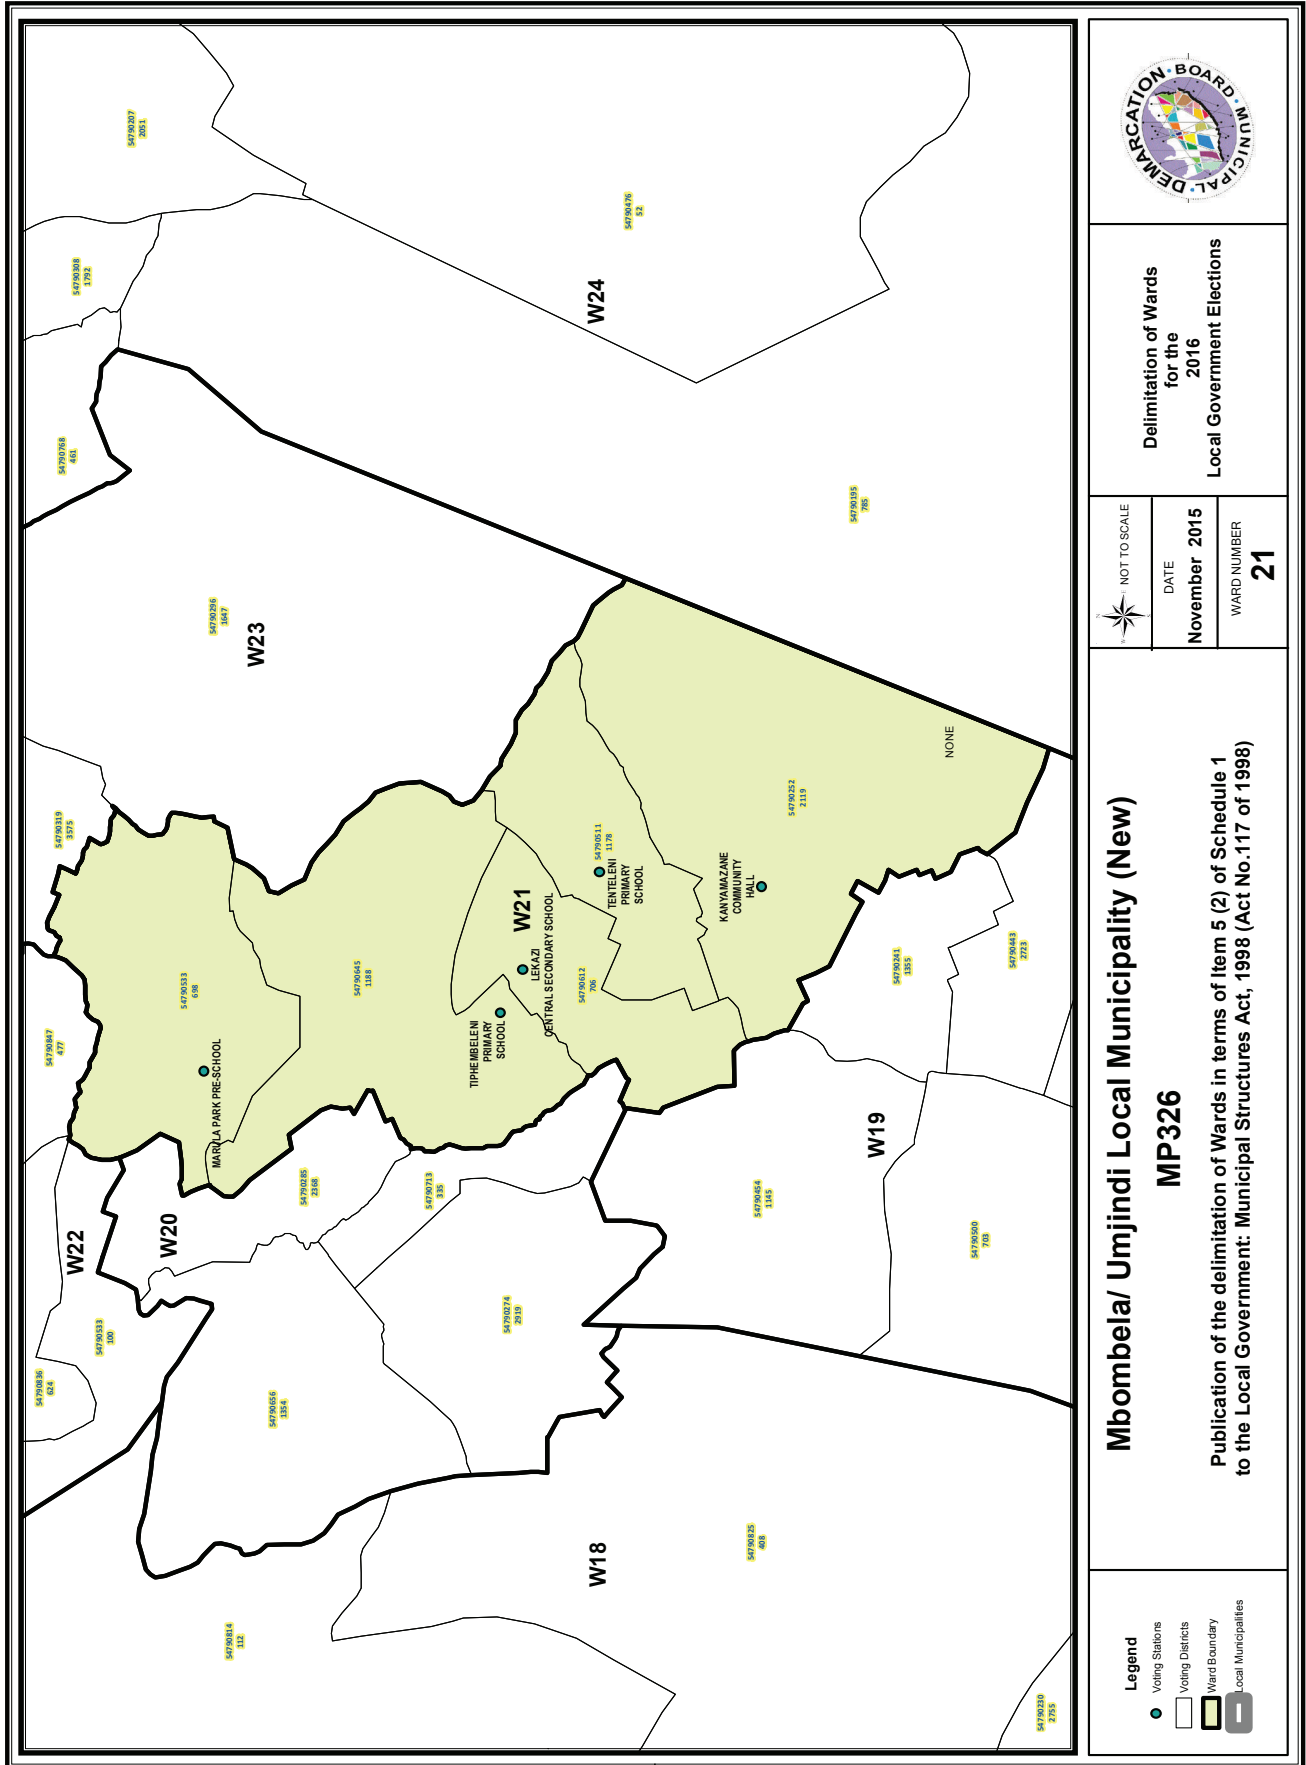 54790207
2051
54790308
1792
54790768
461
54790476
52
W24
54790195
785
54790296
1647
W23
54790319
3575
NONE
54790252
2119
54790511
1178
TENTELENI
PRIMARY
SCHOOL
KANYAMAZANE
COMMUNITY
HALL
W21
LEKAZI
CENTRAL SECONDARY SCHOOL
54790612
706
TIPHEMBELENI
PRIMARY
SCHOOL
54790645
1188
54790533
698
MARULA PARK PRE-SCHOOL
54790847
477
54790241
1355
54790443
2723
W19
54790454
1145
54790500
703
54790285
2368
54790713
335
W20
W22
54790533
100
54790836
624
54790274
2919
54790656
1354
W18
54790825
408
54790814
112
54790230
2755
Legend
Voting Stations
Voting Districts
Ward Boundary
Local Municipalities
Mbombela/ Umjindi Local Municipality (New)
MP326
Publication of the delimitation of Wards in terms of Item 5 (2) of Schedule 1
to the Local Government: Municipal Structures Act, 1998 (Act No.117 of 1998)
N
W
E
S
NOT TO SCALE
DATE
November 2015
WARD NUMBER
21
Delimitation of Wards
for the
2016
Local Government Elections
MUNICIPAL DEMARCATION BOARD